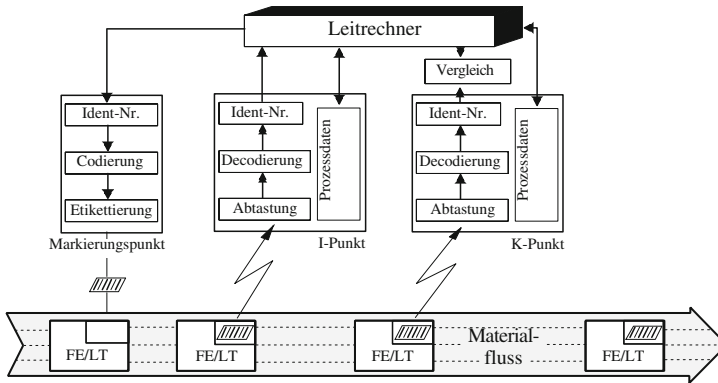 Leitrechner
Vergleich
Ident-Nr.
Codierung
Etikettierung
Markierungspunkt
Ident-Nr.
Decodierung
Abtastung
Prozessdaten
I-Punkt
Ident-Nr.
Decodierung
Abtastung
Prozessdaten
K-Punkt
FE/LT
FE/LT
FE/LT
Material-
fluss
FE/LT